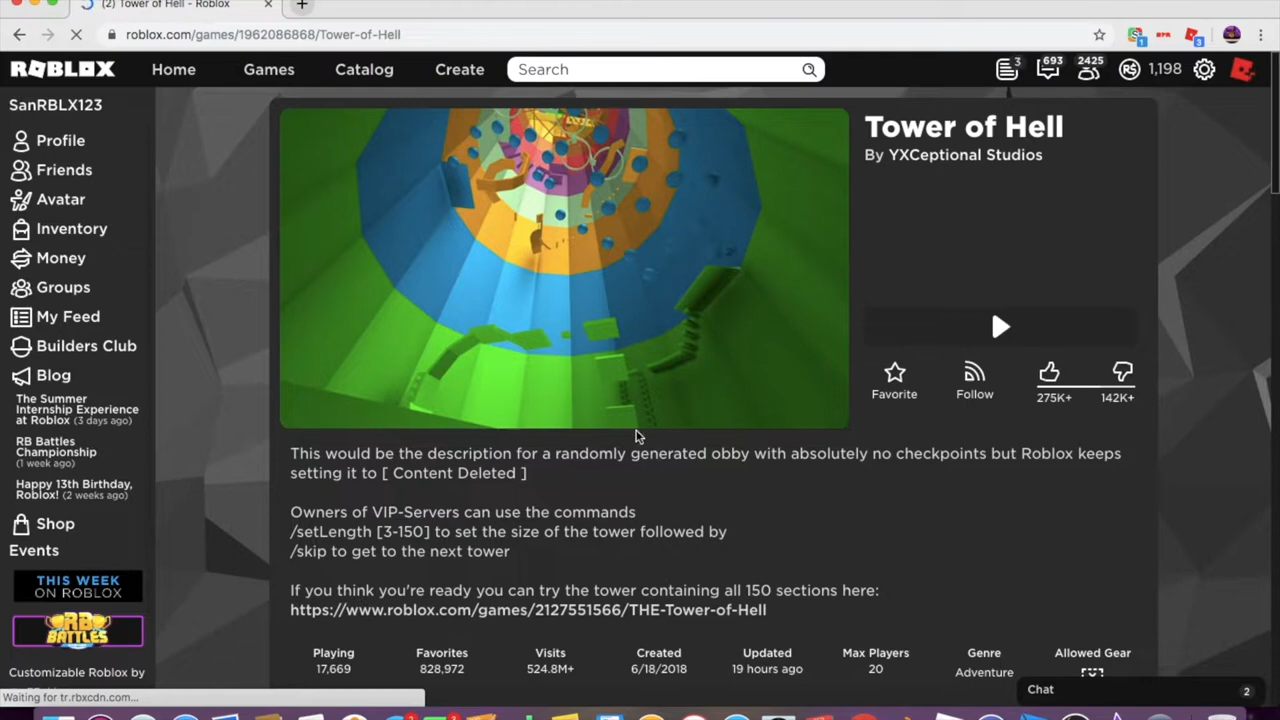 (2) Tower of Hell - Roblox
roblox.com/games/1962086868/Tower-of-Hell
1
3
ROBLOX
Home
Games
Catalog
Create
Search
3
693
2425
1,198
SanRBLX123
Profile
Friends
Avatar
Inventory
Money
Groups
My Feed
Builders Club
Blog
The Summer
Internship Experience
at Roblox (3 days ago)
RB Battles
Championship
(1 week ago)
Happy 13th Birthday,
Roblox! (2 weeks ago)
Shop
Events
THIS WEEK
ON ROBLOX
RB
BATTLES
Customizable Roblox by
Tower of Hell
By YXCeptional Studios
Favorite
Follow
275K+
142K+
This would be the description for a randomly generated obby with absolutely no checkpoints but Roblox keeps
setting it to [ Content Deleted ]
Owners of VIP-Servers can use the commands
/setLength [3-150] to set the size of the tower followed by
/skip to get to the next tower
If you think you're ready you can try the tower containing all 150 sections here:
https://www.roblox.com/games/2127551566/THE-Tower-of-Hell
Playing Favorites Visits Created Updated Max Players Genre Allowed Gear
17,669 828,972 524.8M+ 6/18/2018 19 hours ago 20 Adventure
Chat 2
Waiting for tr.rbxcdn.com...